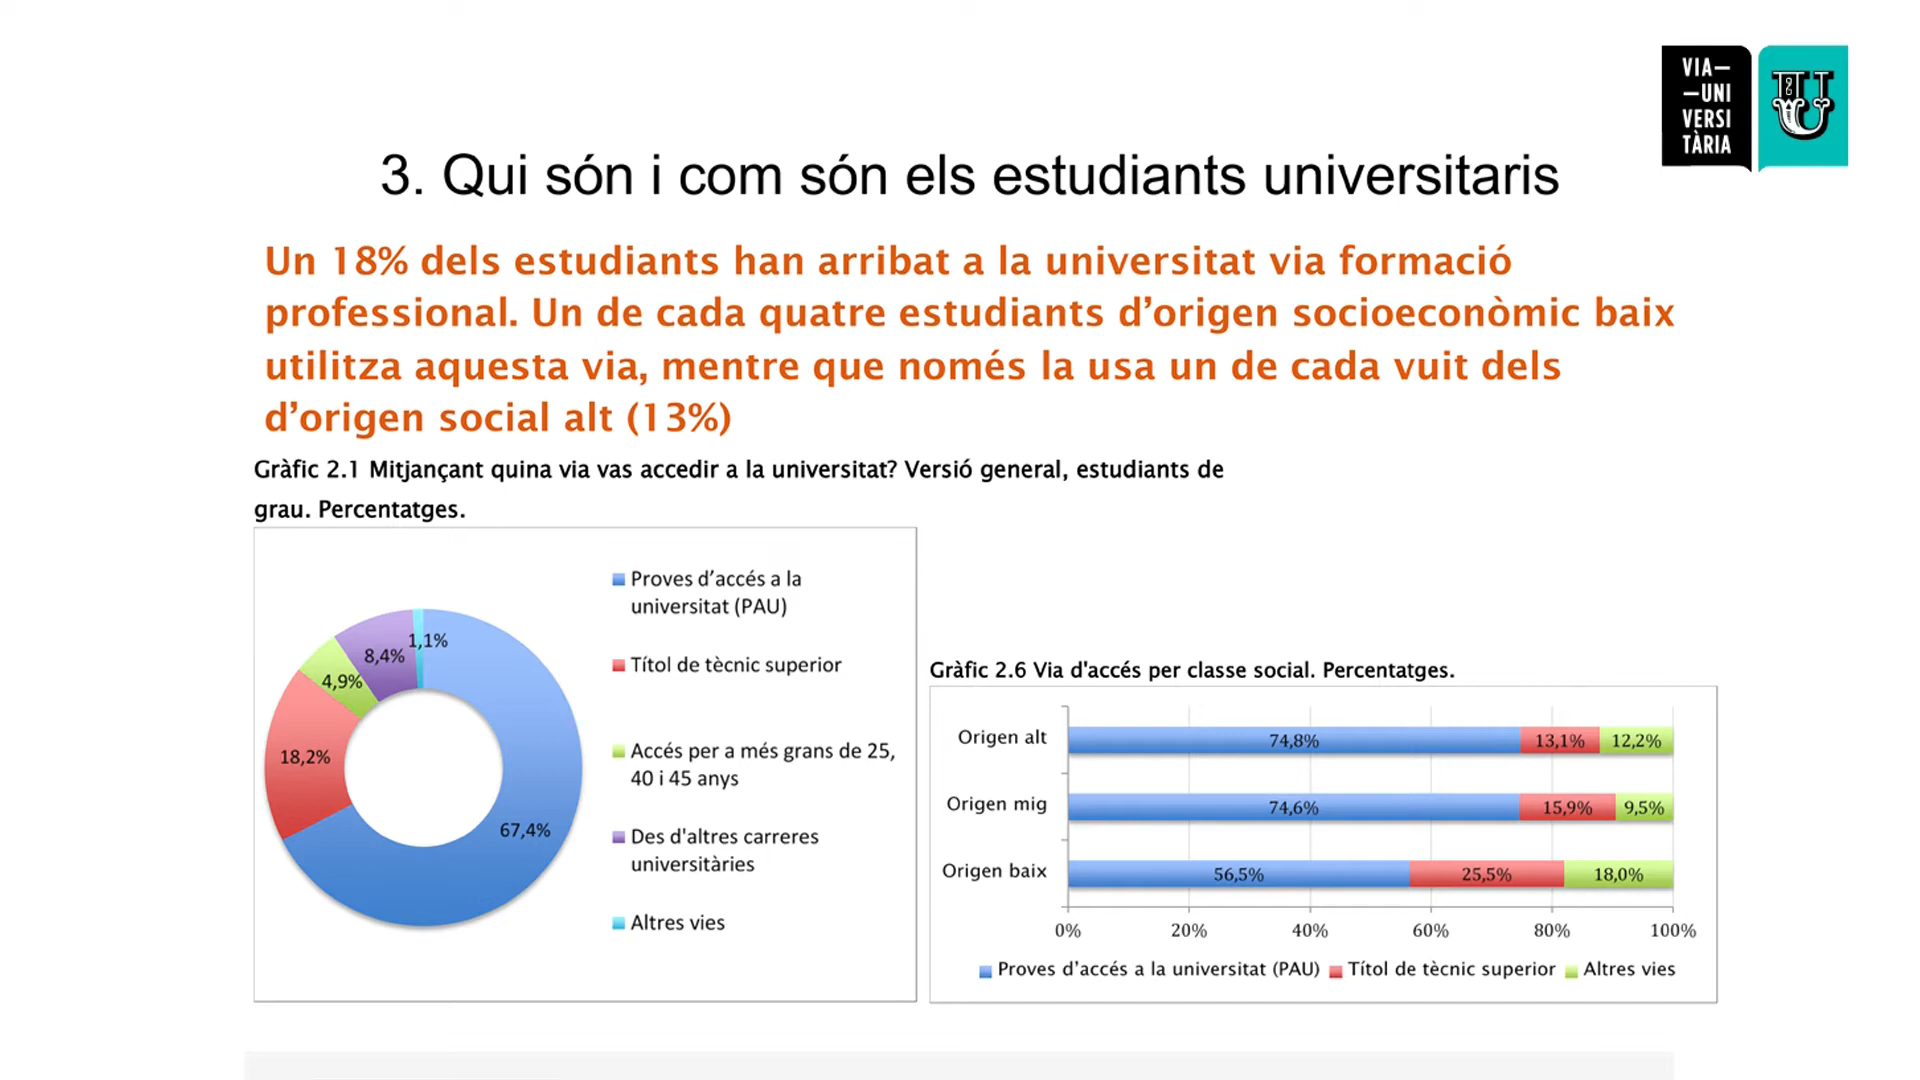 VIA—
—UNI
VERSI
TÀRIA
U
3. Qui són i com són els estudiants universitaris
Un 18% dels estudiants han arribat a la universitat via formació
professional. Un de cada quatre estudiants d’origen socioeconòmic baix
utilitza aquesta via, mentre que només la usa un de cada vuit dels
d’origen social alt (13%)
Gràfic 2.1 Mitjançant quina via vas accedir a la universitat? Versió general, estudiants de
grau. Percentatges.
1,1%
8,4%
4,9%
18,2%
67,4%
Proves d’accés a la
universitat (PAU)
Títol de tècnic superior
Accés per a més grans de 25,
40 i 45 anys
Des d'altres carreres
universitàries
Altres vies
Gràfic 2.6 Via d'accés per classe social. Percentatges.
Origen alt 74,8% 13,1% 12,2%
Origen mig 74,6% 15,9% 9,5%
Origen baix 56,5% 25,5% 18,0%
0% 20% 40% 60% 80% 100%
Proves d’accés a la universitat (PAU) Títol de tècnic superior Altres vies